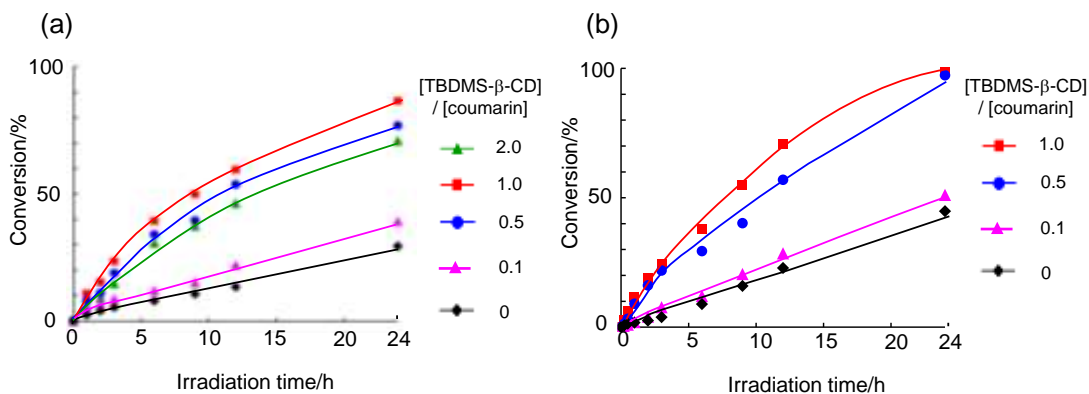 (a)
100
50
0
Conversion/%
0
5
10
15
20
24
Irradiation time/h
[TBDMS-β-CD]
/ [coumarin]
2.0
1.0
0.5
0.1
0
(b)
100
50
0
Conversion/%
0
5
10
15
20
24
Irradiation time/h
[TBDMS-β-CD]
/ [coumarin]
1.0
0.5
0.1
0